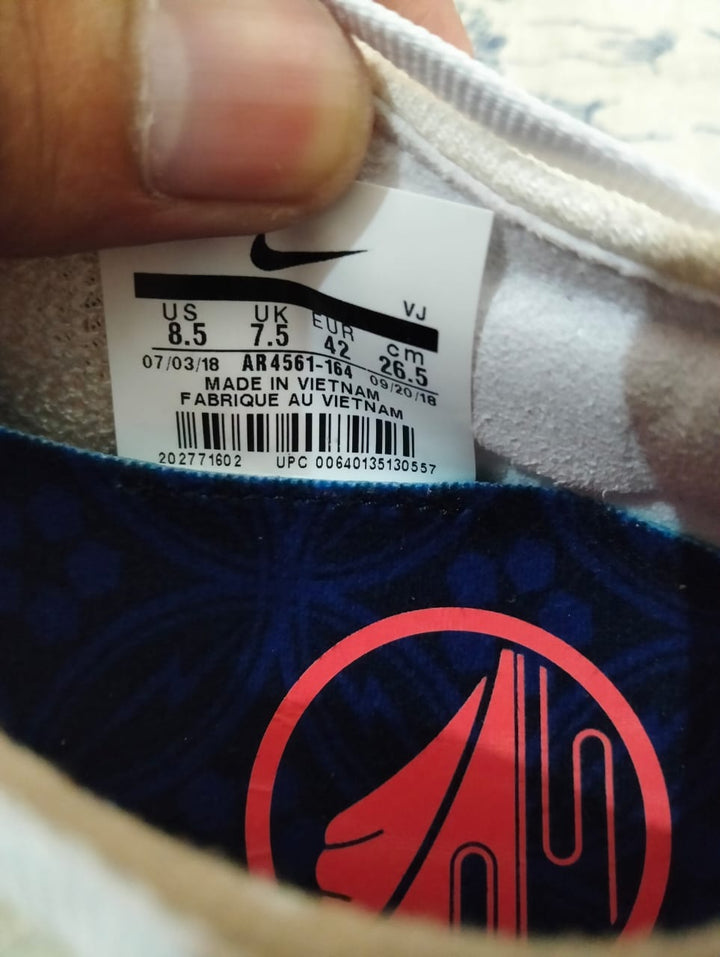 VJ
US UK EUR cm
8.5 7.5 42 26.5
07/03/18 AR4561-164 09/20/18
MADE IN VIETNAM
FABRIQUE AU VIETNAM
202771602 UPC 00640135130557